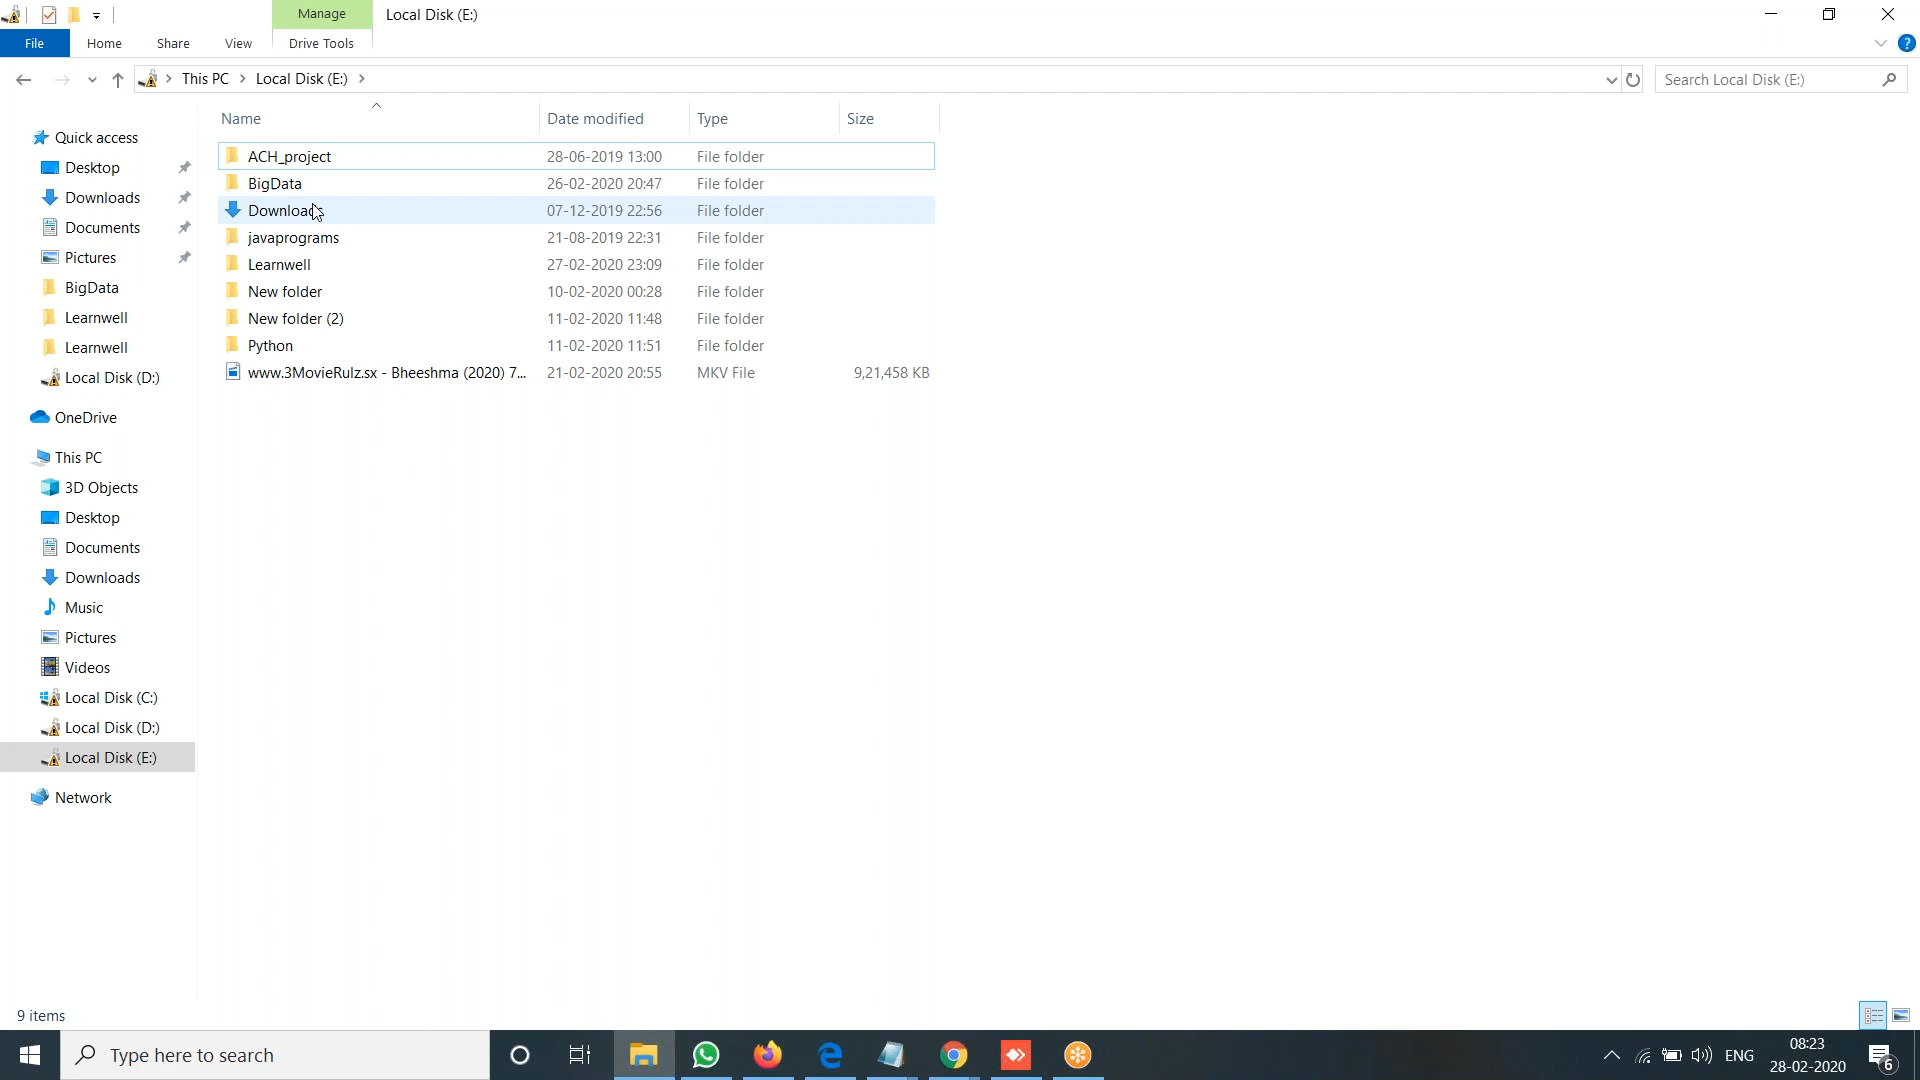 Manage
Local Disk (E:)
File
Home
Share
View
Drive Tools
This PC
Local Disk (E:)
Search Local Disk (E:)
Name
Date modified
Type
Size
ACH_project 28-06-2019 13:00 File folder
BigData 26-02-2020 20:47 File folder
Downloads 07-12-2019 22:56 File folder
javaprograms 21-08-2019 22:31 File folder
Learnwell 27-02-2020 23:09 File folder
New folder 10-02-2020 00:28 File folder
New folder (2) 11-02-2020 11:48 File folder
Python 11-02-2020 11:51 File folder
www.3MovieRulz.sx - Bheeshma (2020) 7... 21-02-2020 20:55 MKV File 9,21,458 KB
Quick access
Desktop
Downloads
Documents
Pictures
BigData
Learnwell
Learnwell
Local Disk (D:)
OneDrive
This PC
3D Objects
Desktop
Documents
Downloads
Music
Pictures
Videos
Local Disk (C:)
Local Disk (D:)
Local Disk (E:)
Network
9 items
Type here to search
ENG
08:23
28-02-2020
6